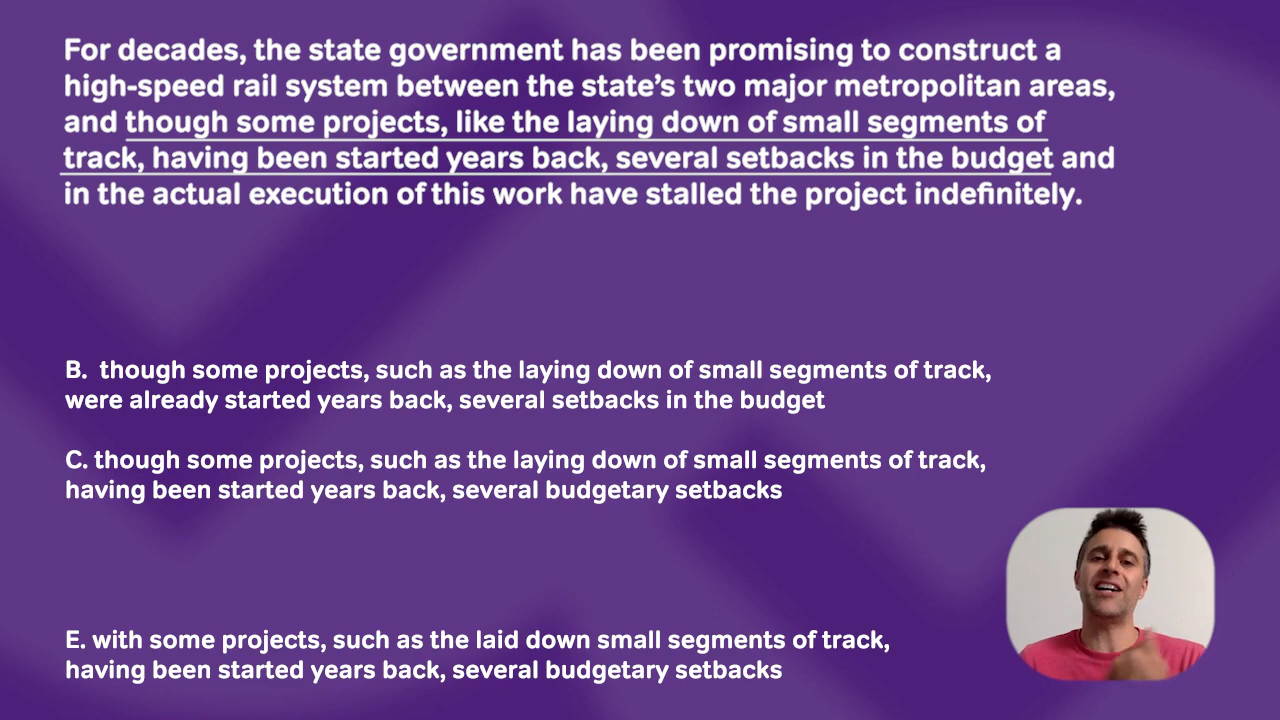 For decades, the state government has been promising to construct a
high-speed rail system between the state’s two major metropolitan areas,
and though some projects, like the laying down of small segments of
track, having been started years back, several setbacks in the budget and
in the actual execution of this work have stalled the project indefinitely.
B. though some projects, such as the laying down of small segments of track,
were already started years back, several setbacks in the budget
C. though some projects, such as the laying down of small segments of track,
having been started years back, several budgetary setbacks
E. with some projects, such as the laid down small segments of track,
having been started years back, several budgetary setbacks